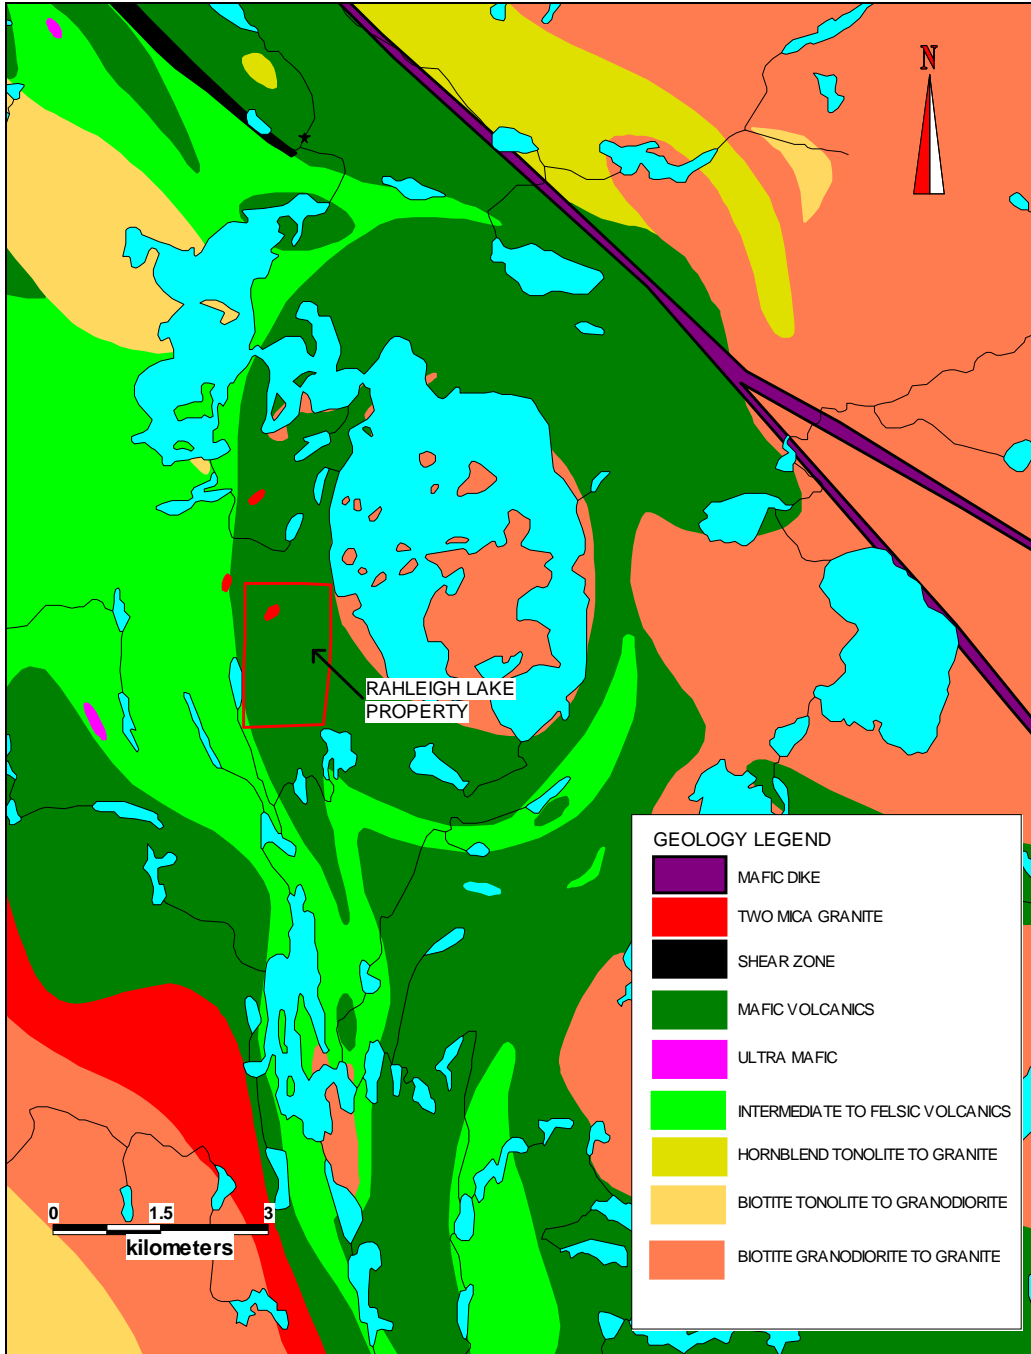 N
RAHLEIGH LAKE
PROPERTY
GEOLOGY LEGEND
MAFIC DIKE
TWO MICA GRANITE
SHEAR ZONE
MAFIC VOLCANICS
ULTRA MAFIC
INTERMEDIATE TO FELSIC VOLCANICS
HORNBLEND TONOLITE TO GRANITE
BIOTITE TONOLITE TO GRANODIORITE
BIOTITE GRANODIORITE TO GRANITE
0 1.5 3
kilometers